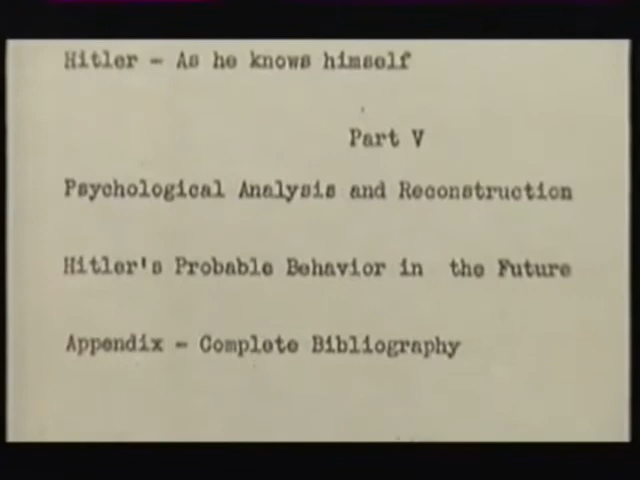 Hitler - As he knows himself
Part V
Psychological Analysis and Reconstruction
Hitler's Probable Behavior in the Future
Appendix - Complete Bibliography